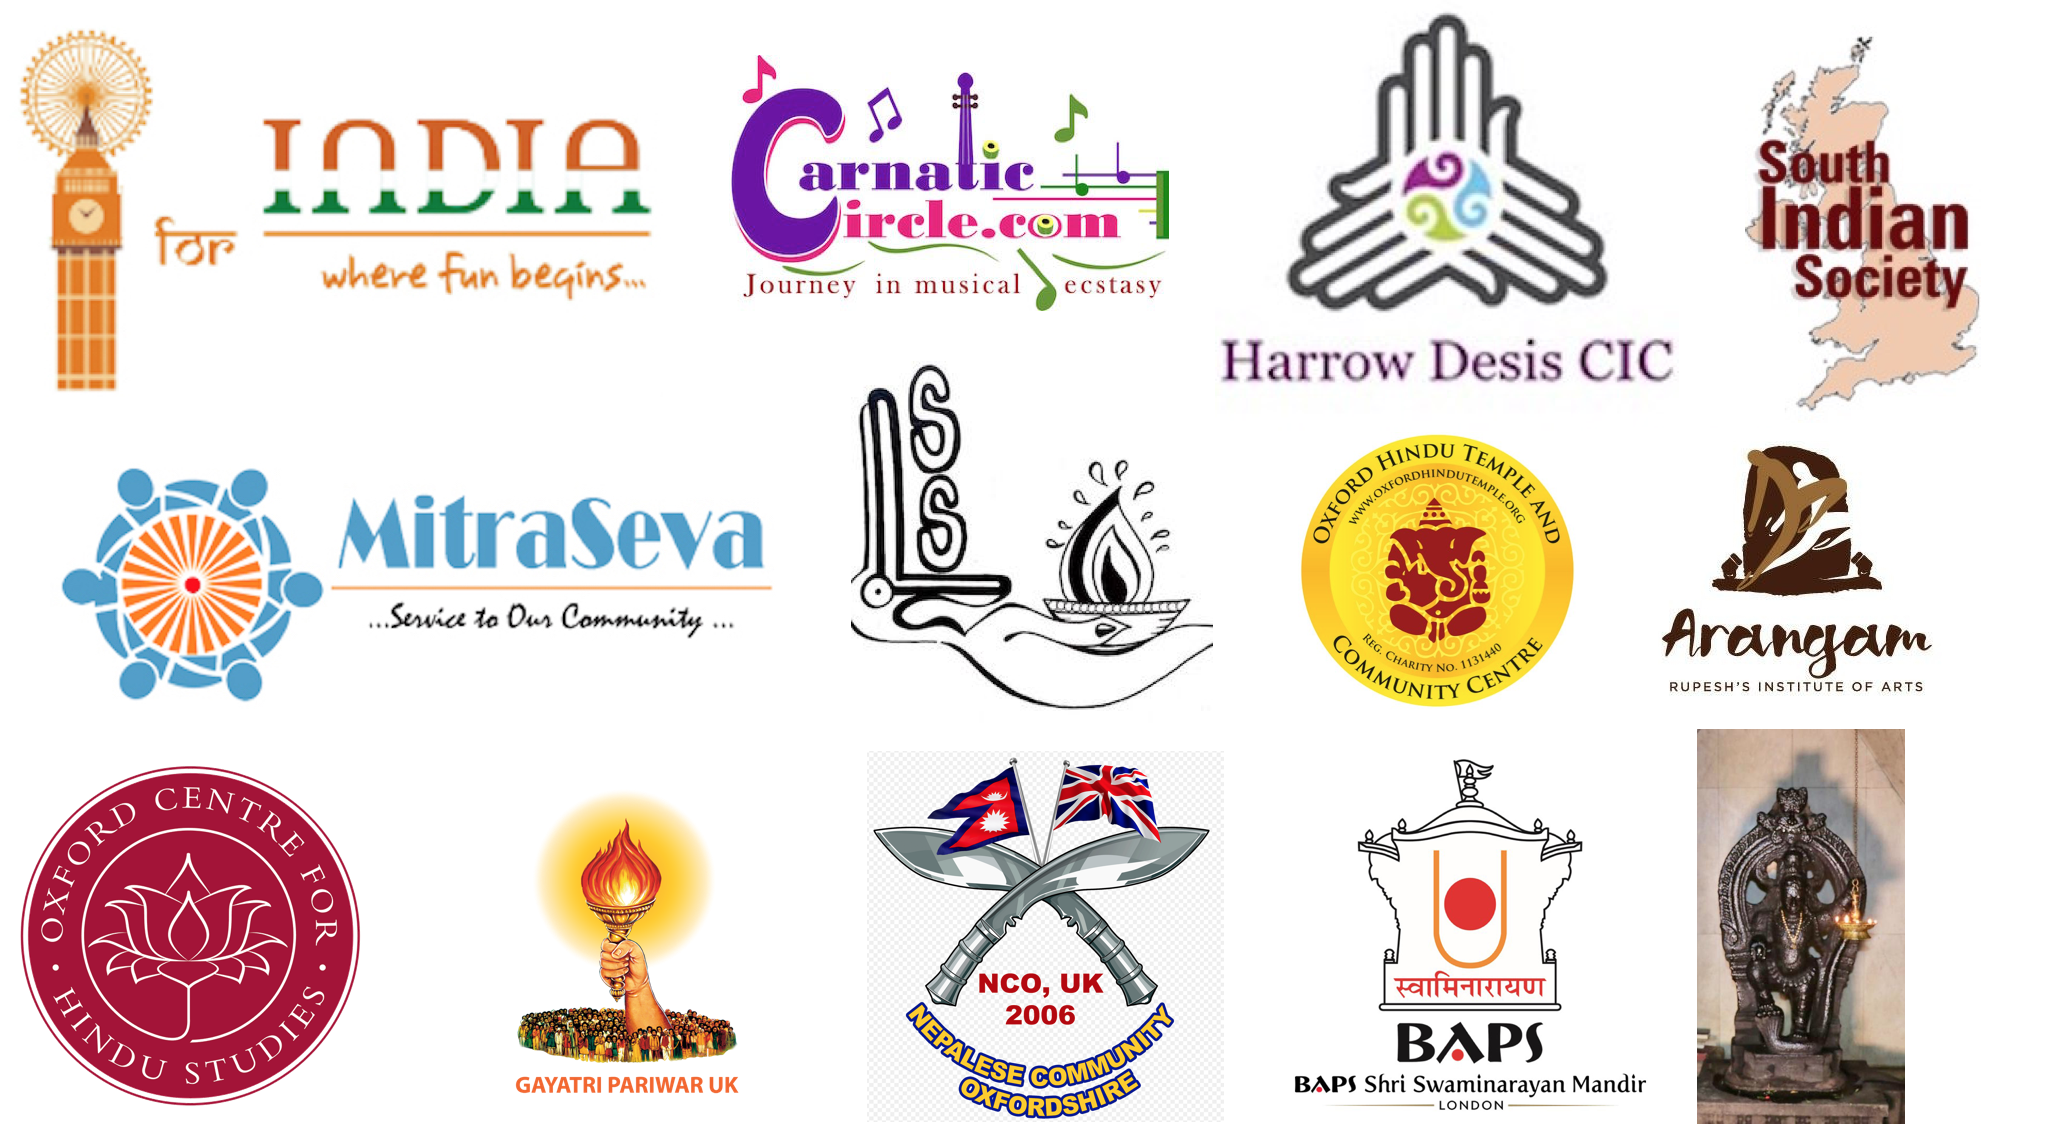 for
INDIA
where fun begins...
Carnatic
Circle.com
Journey in musical ecstasy
Harrow Desis CIC
South
Indian
Society
MitraSeva
...Service to Our Community ...
LSS
OXFORD HINDU TEMPLE AND
WWW.OXFORDHINDUTEMPLE.ORG
REG. CHARITY NO. 1131440
COMMUNITY CENTRE
Arangam
RUPESH'S INSTITUTE OF ARTS
OXFORD CENTRE FOR
• HINDU STUDIES •
GAYATRI PARIWAR UK
NCO, UK
2006
NEPALESE COMMUNITY
OXFORDSHIRE
स्वामिनारायण
BAPS
BAPS Shri Swaminarayan Mandir
LONDON